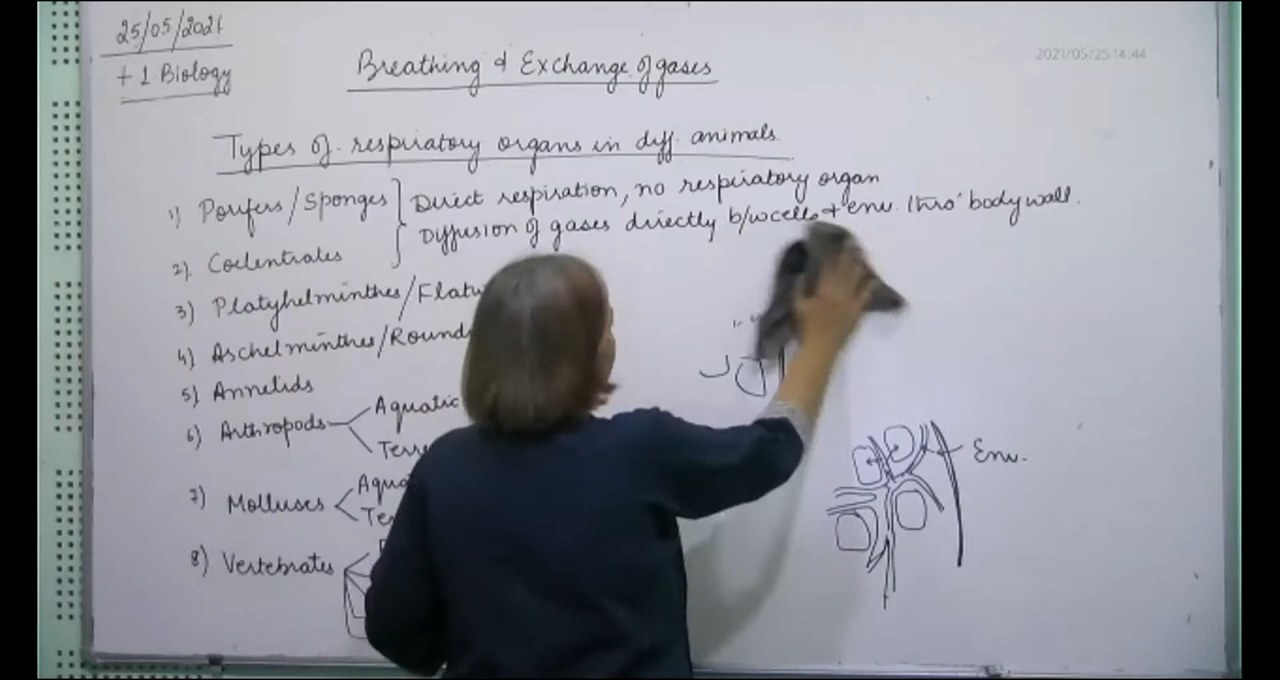 25/05/2021
+1 Biology
2021/05/25 14:44
Breathing & Exchange of gases
Types of respiratory organs in diff. animals
1) Porifers/Sponges } Direct respiration, no respiratory organ
Diffusion of gases directly b/w cells + env. thro' body wall.
2) Coelentrates
3) Platyhelminthes/Flatw
4) Aschelminthes/Round
5) Annelids
6) Arthropods Aquatic
Terre
7) Molluscs Aqua
Te
8) Vertebrates
Env.